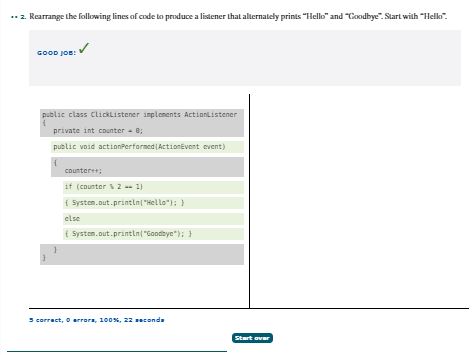 •• 2. Rearrange the following lines of code to produce a listener that alternately prints “Hello” and “Goodbye”. Start with “Hello”.
GOOD JOB!
public class ClickListener implements ActionListener
{
private int counter = 0;
public void actionPerformed(ActionEvent event)
{
counter++;
if (counter % 2 == 1)
{ System.out.println("Hello"); }
else
{ System.out.println("Goodbye"); }
}
}
5 correct, 0 errors, 100%, 22 seconds
Start over